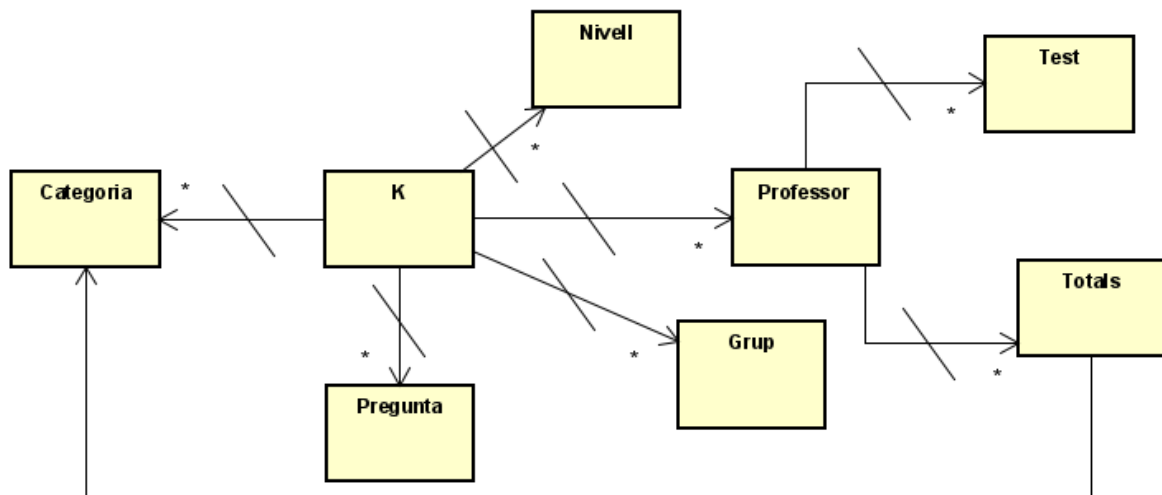 Nivell
Test
*
*
Categoria
*
K
Professor
*
Totals
Grup
*
*
*
Pregunta